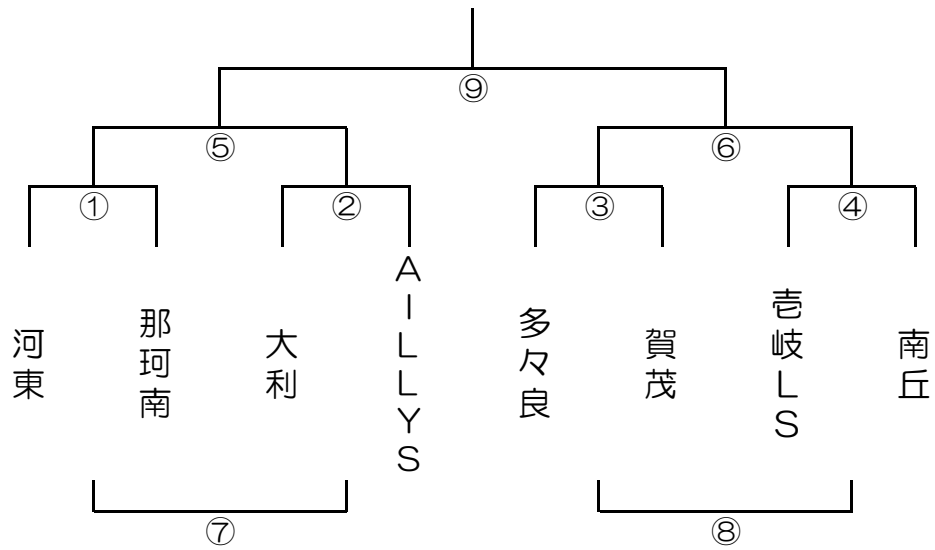 ⑨
⑤
⑥
①
②
③
④
河東
那珂南
大利
AILLYS
多々良
賀茂
壱岐LS
南丘
⑦
⑧